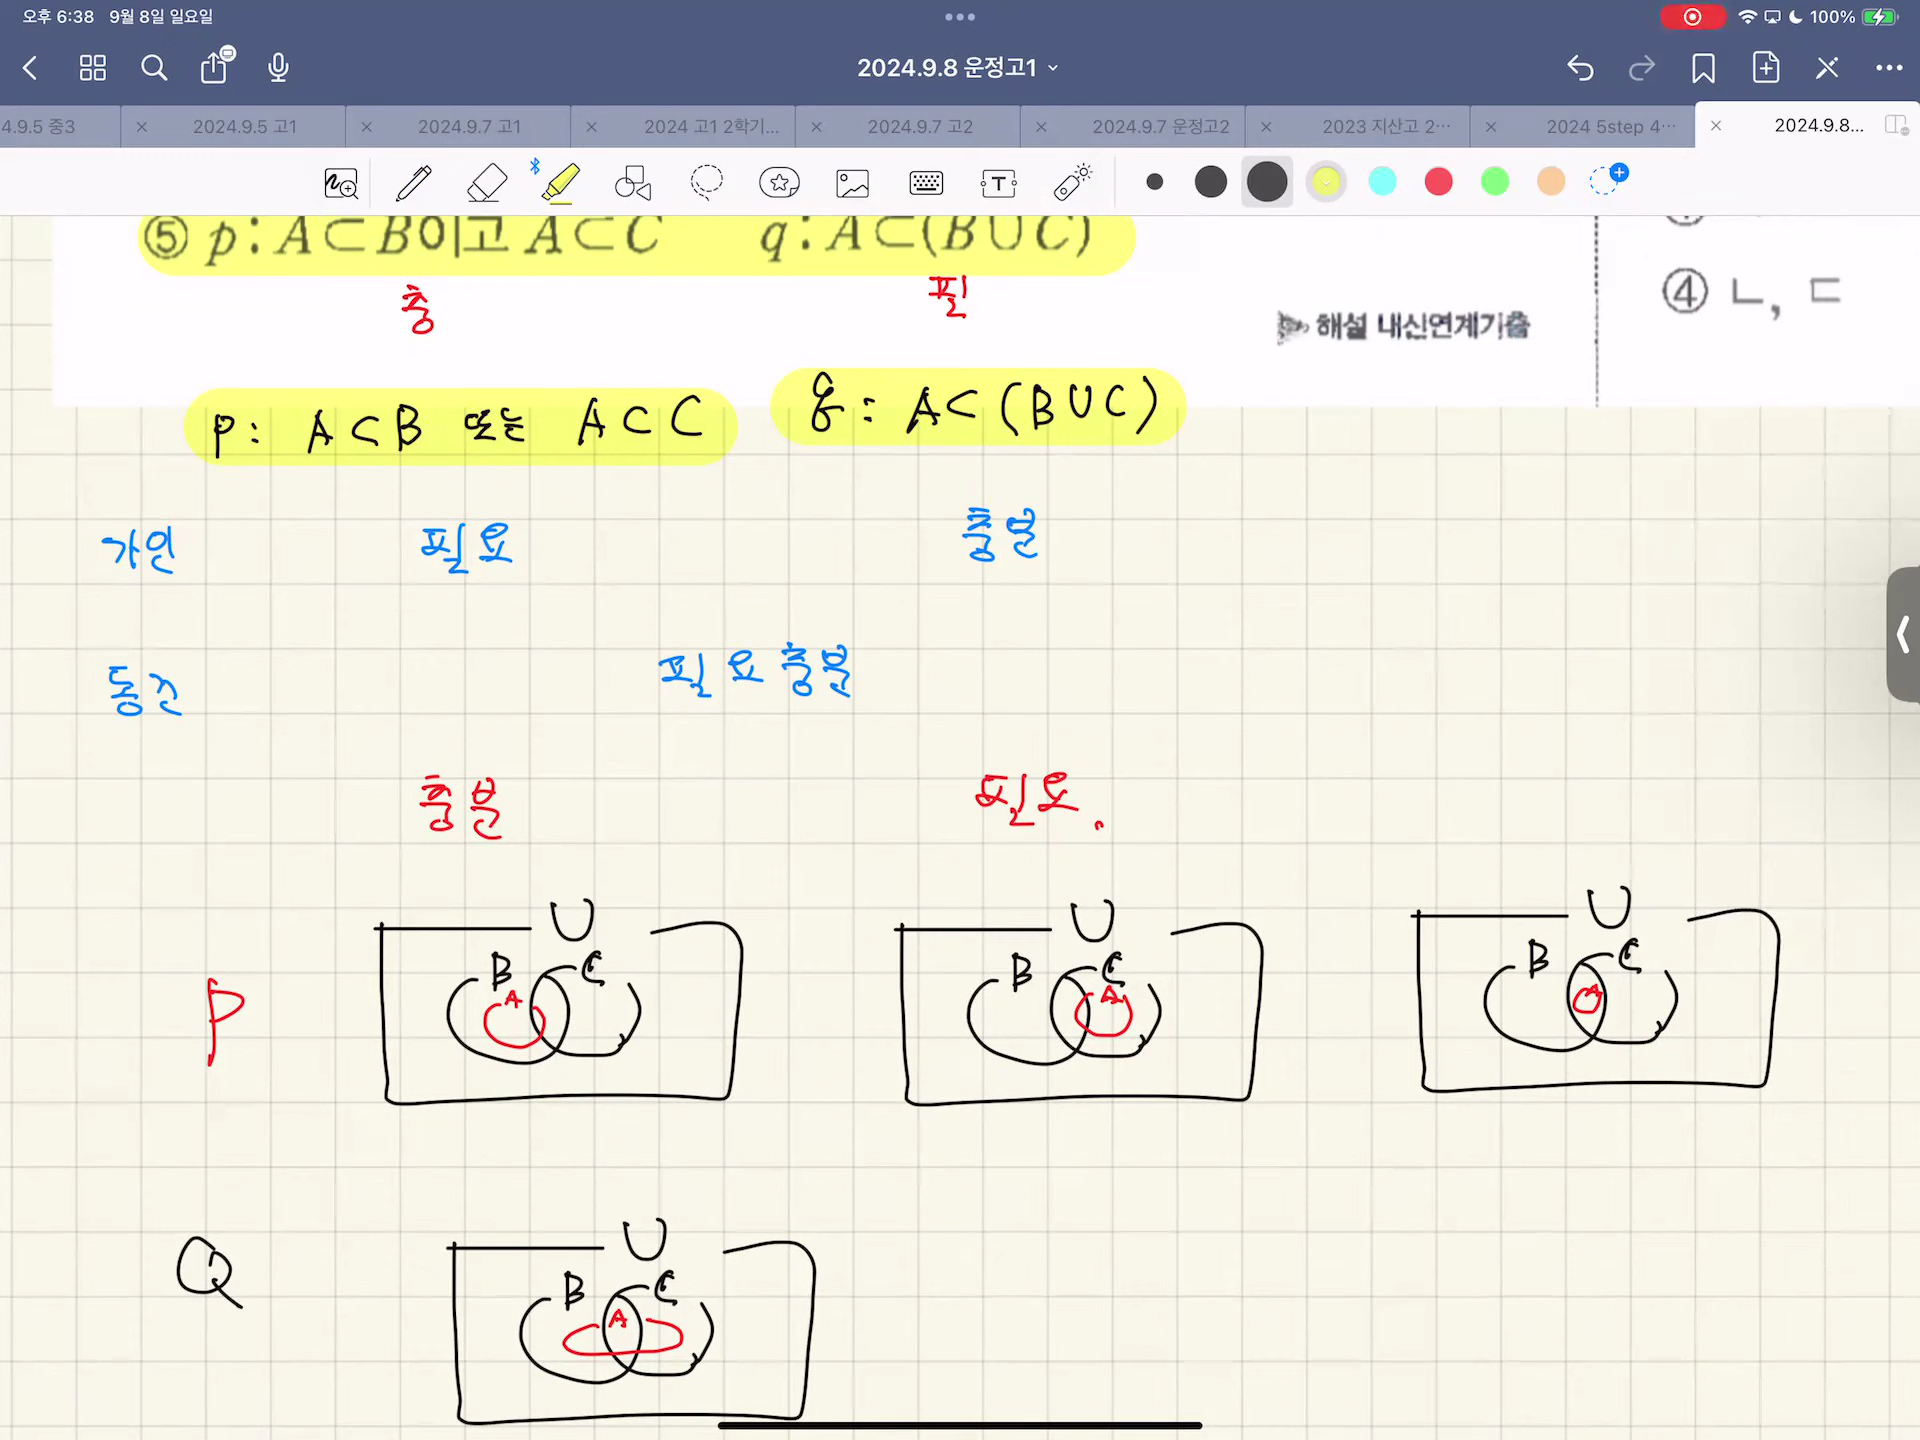 오후 6:38 9월 8일 일요일
100%
2024.9.8 운정고1
4.9.5 중3
2024.9.5 고1
2024.9.7 고1
2024 고1 2학기...
2024.9.7 고2
2024.9.7 운정고2
2023 지산고 2...
2024 5step 4...
2024.9.8...
⑤ p : A⊂B이고 A⊂C q : A⊂(B∪C)
충 필
④ ㄴ, ㄷ
해설 내신연계기출
p : A⊂B 또는 A⊂C q : A⊂(B∪C)
가인 필요 충분
동준 필요충분
충분 필요.
U U U
B C B C B C
A A A
P
U
Q
B C
A